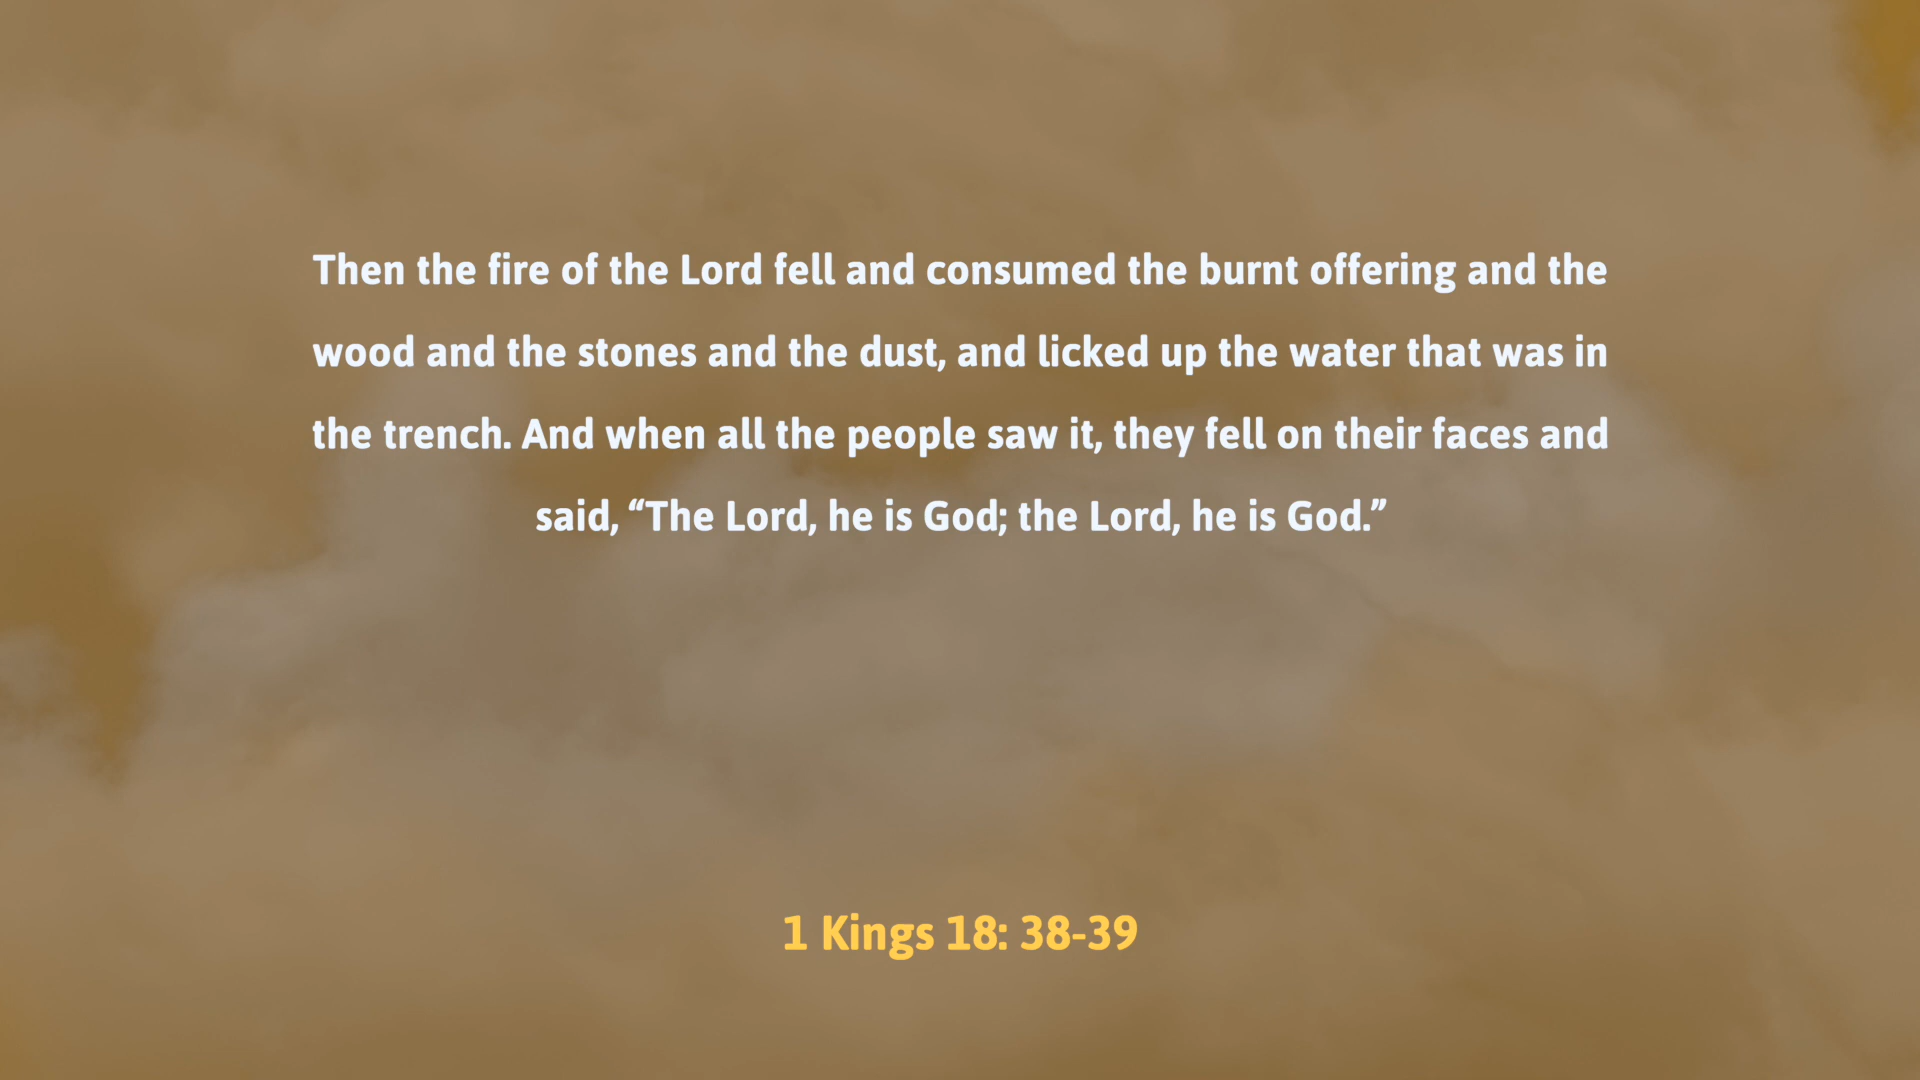 Then the fire of the Lord fell and consumed the burnt offering and the
wood and the stones and the dust, and licked up the water that was in
the trench. And when all the people saw it, they fell on their faces and
said, “The Lord, he is God; the Lord, he is God.”
1 Kings 18: 38-39